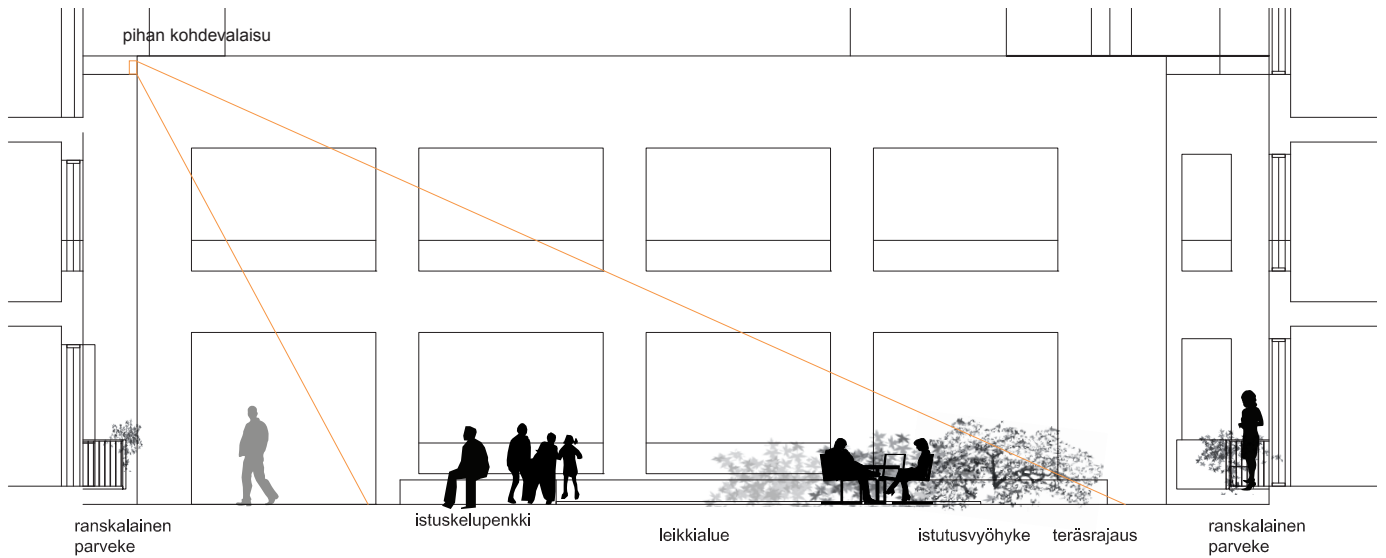 pihan kohdevalaisu
ranskalainen
parveke
istuskelupenkki
leikkialue
istutusvyöhyke
teräsrajaus
ranskalainen
parveke